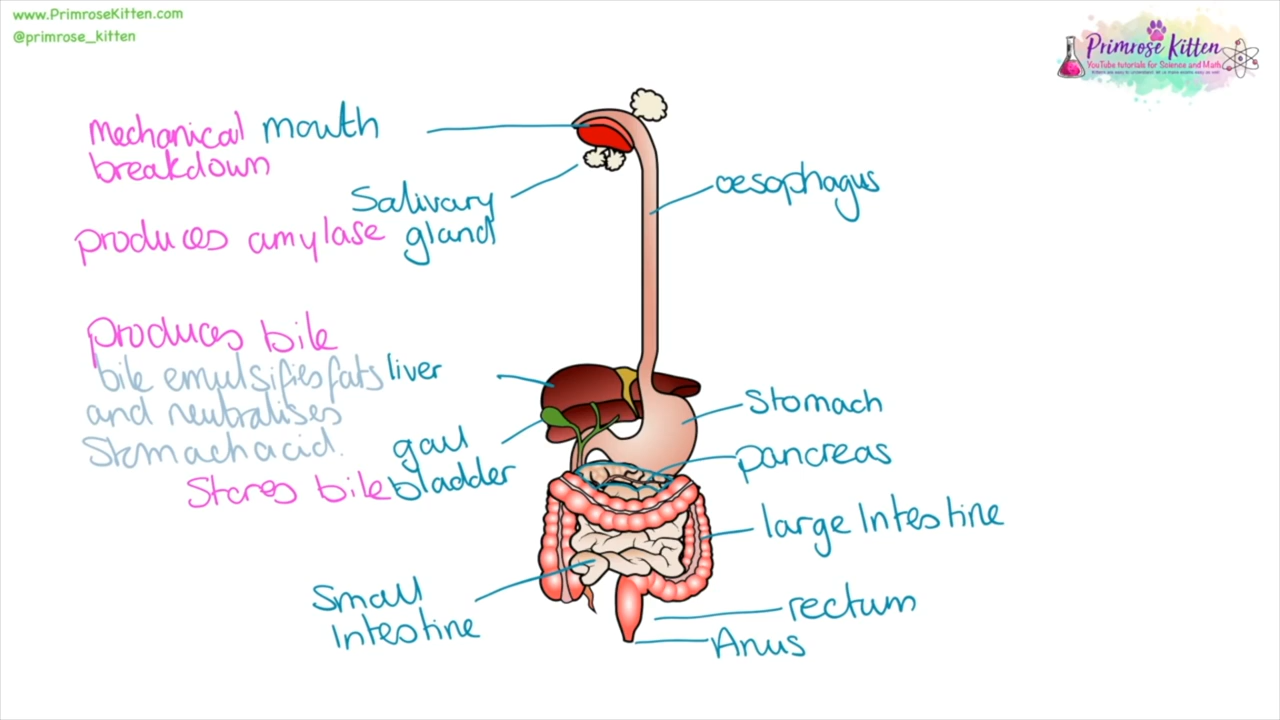 www.PrimroseKitten.com
@primrose_kitten
Primrose Kitten
YouTube tutorials for Science and Math
Mechanical
breakdown
mouth
Salivary
gland
produces amylase
oesophagus
produces bile
bile emulsifies fats
and neutralises
Stomach acid.
liver
gall
bladder
Stores bile
Stomach
pancreas
large Intestine
Small
Intestine
rectum
Anus